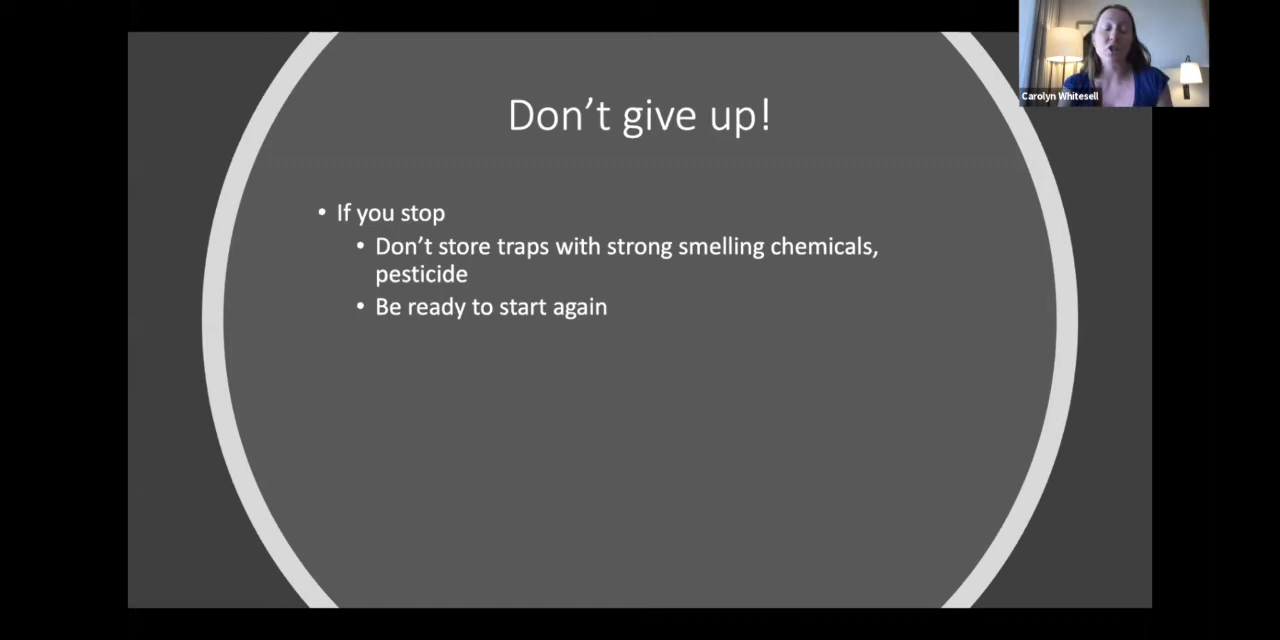 Don't give up!
Carolyn Whitesell
• If you stop
• Don't store traps with strong smelling chemicals,
pesticide
• Be ready to start again